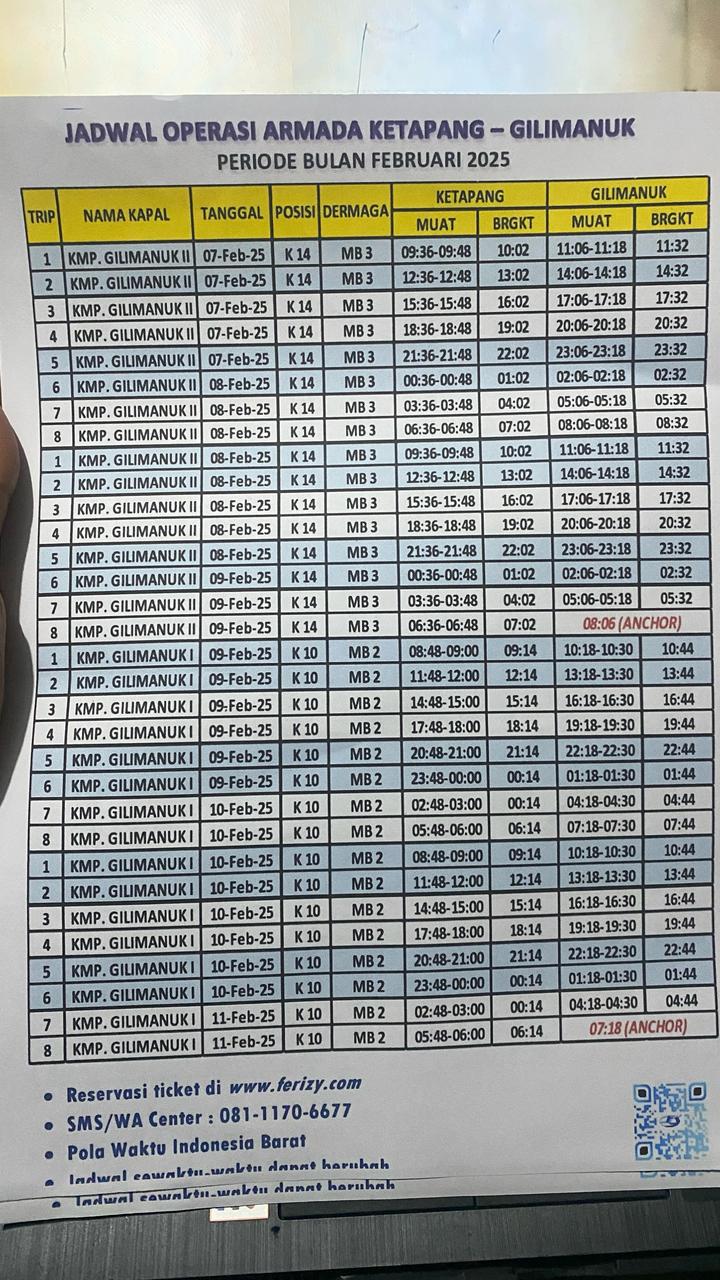 JADWAL OPERASI ARMADA KETAPANG – GILIMANUK
PERIODE BULAN FEBRUARI 2025
TRIP NAMA KAPAL TANGGAL POSISI DERMAGA KETAPANG GILIMANUK
MUAT BRGKT MUAT BRGKT
1 KMP. GILIMANUK II 07-Feb-25 K 14 MB 3 09:36-09:48 10:02 11:06-11:18 11:32
2 KMP. GILIMANUK II 07-Feb-25 K 14 MB 3 12:36-12:48 13:02 14:06-14:18 14:32
3 KMP. GILIMANUK II 07-Feb-25 K 14 MB 3 15:36-15:48 16:02 17:06-17:18 17:32
4 KMP. GILIMANUK II 07-Feb-25 K 14 MB 3 18:36-18:48 19:02 20:06-20:18 20:32
5 KMP. GILIMANUK II 07-Feb-25 K 14 MB 3 21:36-21:48 22:02 23:06-23:18 23:32
6 KMP. GILIMANUK II 08-Feb-25 K 14 MB 3 00:36-00:48 01:02 02:06-02:18 02:32
7 KMP. GILIMANUK II 08-Feb-25 K 14 MB 3 03:36-03:48 04:02 05:06-05:18 05:32
8 KMP. GILIMANUK II 08-Feb-25 K 14 MB 3 06:36-06:48 07:02 08:06-08:18 08:32
1 KMP. GILIMANUK II 08-Feb-25 K 14 MB 3 09:36-09:48 10:02 11:06-11:18 11:32
2 KMP. GILIMANUK II 08-Feb-25 K 14 MB 3 12:36-12:48 13:02 14:06-14:18 14:32
3 KMP. GILIMANUK II 08-Feb-25 K 14 MB 3 15:36-15:48 16:02 17:06-17:18 17:32
4 KMP. GILIMANUK II 08-Feb-25 K 14 MB 3 18:36-18:48 19:02 20:06-20:18 20:32
5 KMP. GILIMANUK II 08-Feb-25 K 14 MB 3 21:36-21:48 22:02 23:06-23:18 23:32
6 KMP. GILIMANUK II 09-Feb-25 K 14 MB 3 00:36-00:48 01:02 02:06-02:18 02:32
7 KMP. GILIMANUK II 09-Feb-25 K 14 MB 3 03:36-03:48 04:02 05:06-05:18 05:32
8 KMP. GILIMANUK II 09-Feb-25 K 14 MB 3 06:36-06:48 07:02 08:06 (ANCHOR)
1 KMP. GILIMANUK I 09-Feb-25 K 10 MB 2 08:48-09:00 09:14 10:18-10:30 10:44
2 KMP. GILIMANUK I 09-Feb-25 K 10 MB 2 11:48-12:00 12:14 13:18-13:30 13:44
3 KMP. GILIMANUK I 09-Feb-25 K 10 MB 2 14:48-15:00 15:14 16:18-16:30 16:44
4 KMP. GILIMANUK I 09-Feb-25 K 10 MB 2 17:48-18:00 18:14 19:18-19:30 19:44
5 KMP. GILIMANUK I 09-Feb-25 K 10 MB 2 20:48-21:00 21:14 22:18-22:30 22:44
6 KMP. GILIMANUK I 09-Feb-25 K 10 MB 2 23:48-00:00 00:14 01:18-01:30 01:44
7 KMP. GILIMANUK I 10-Feb-25 K 10 MB 2 02:48-03:00 00:14 04:18-04:30 04:44
8 KMP. GILIMANUK I 10-Feb-25 K 10 MB 2 05:48-06:00 06:14 07:18-07:30 07:44
1 KMP. GILIMANUK I 10-Feb-25 K 10 MB 2 08:48-09:00 09:14 10:18-10:30 10:44
2 KMP. GILIMANUK I 10-Feb-25 K 10 MB 2 11:48-12:00 12:14 13:18-13:30 13:44
3 KMP. GILIMANUK I 10-Feb-25 K 10 MB 2 14:48-15:00 15:14 16:18-16:30 16:44
4 KMP. GILIMANUK I 10-Feb-25 K 10 MB 2 17:48-18:00 18:14 19:18-19:30 19:44
5 KMP. GILIMANUK I 10-Feb-25 K 10 MB 2 20:48-21:00 21:14 22:18-22:30 22:44
6 KMP. GILIMANUK I 10-Feb-25 K 10 MB 2 23:48-00:00 00:14 01:18-01:30 01:44
7 KMP. GILIMANUK I 11-Feb-25 K 10 MB 2 02:48-03:00 00:14 04:18-04:30 04:44
8 KMP. GILIMANUK I 11-Feb-25 K 10 MB 2 05:48-06:00 06:14 07:18 (ANCHOR)
• Reservasi ticket di www.ferizy.com
• SMS/WA Center : 081-1170-6677
• Pola Waktu Indonesia Barat
• Jadwal sewaktu-waktu dapat berubah
• Jadwal sewaktu-waktu dapat berubah